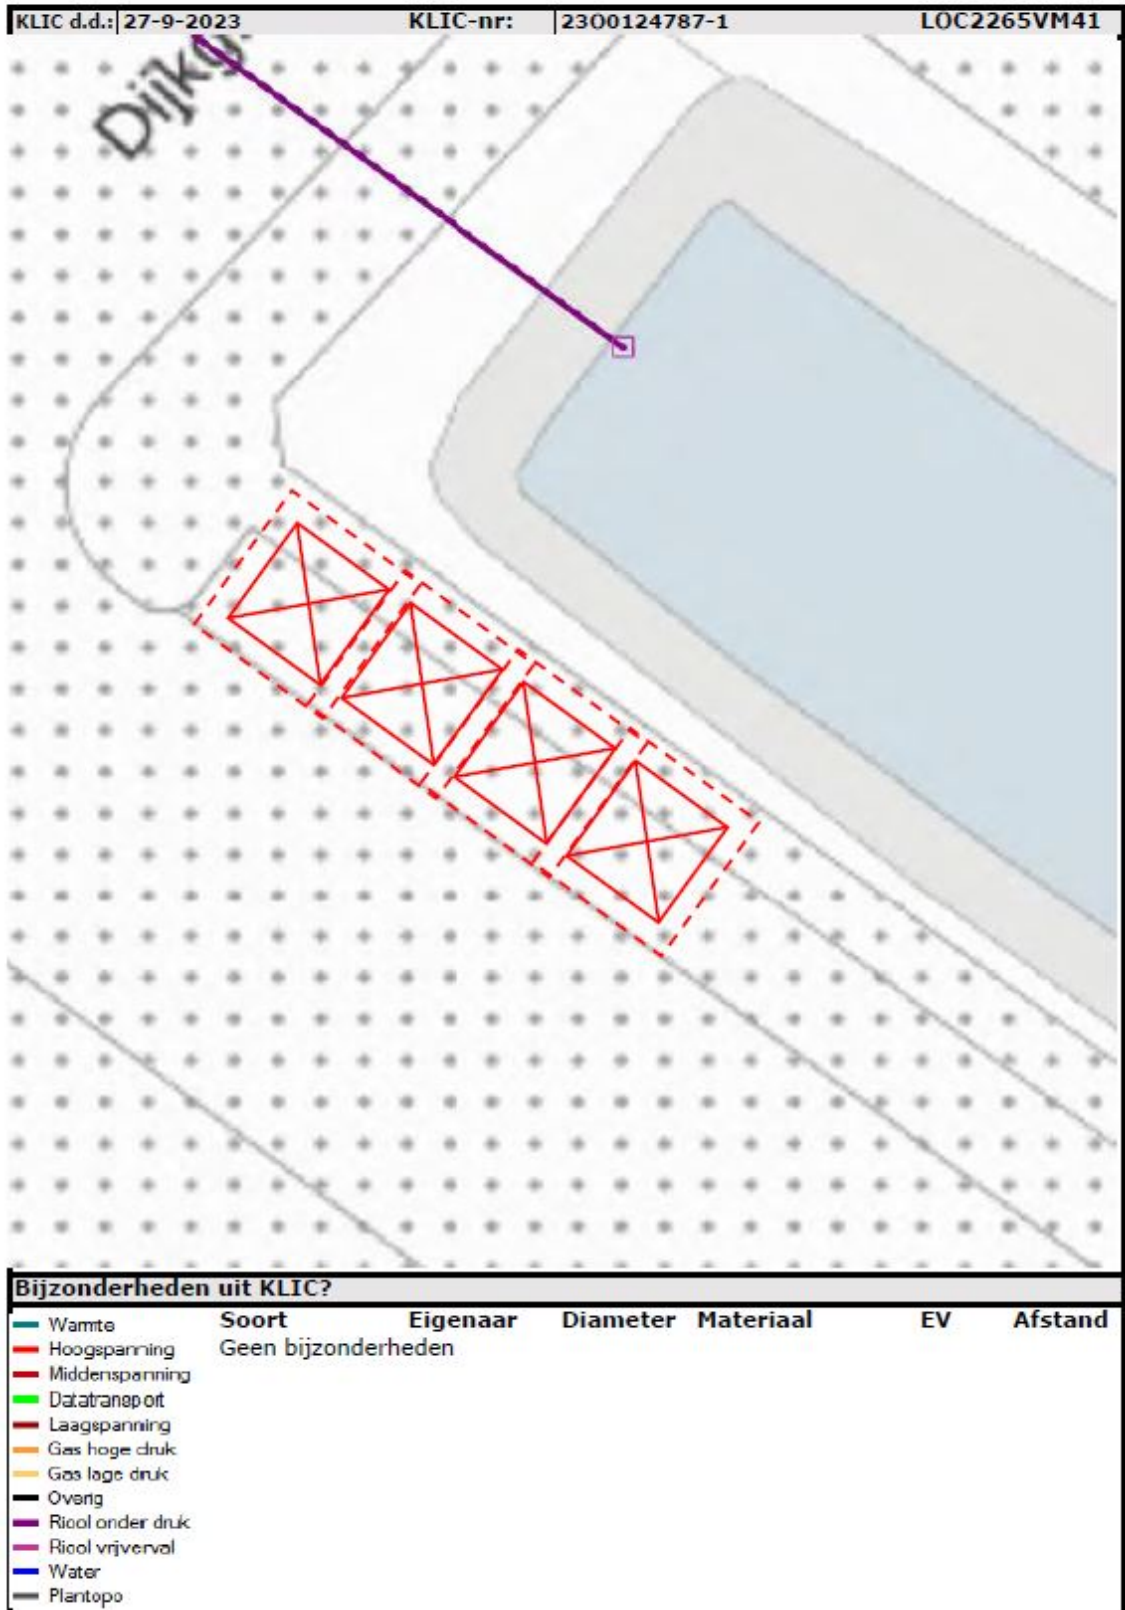 KLIC d.d.: 27-9-2023 KLIC-nr: 23O0124787-1 LOC2265VM41
Dijkg.
Bijzonderheden uit KLIC?
Soort Eigenaar Diameter Materiaal EV Afstand
Geen bijzonderheden
Warmte
Hoogspanning
Middenspanning
Datatransport
Laagspanning
Gas hoge druk
Gas lage druk
Overig
Riool onder druk
Riool vrijverval
Water
Plantopo